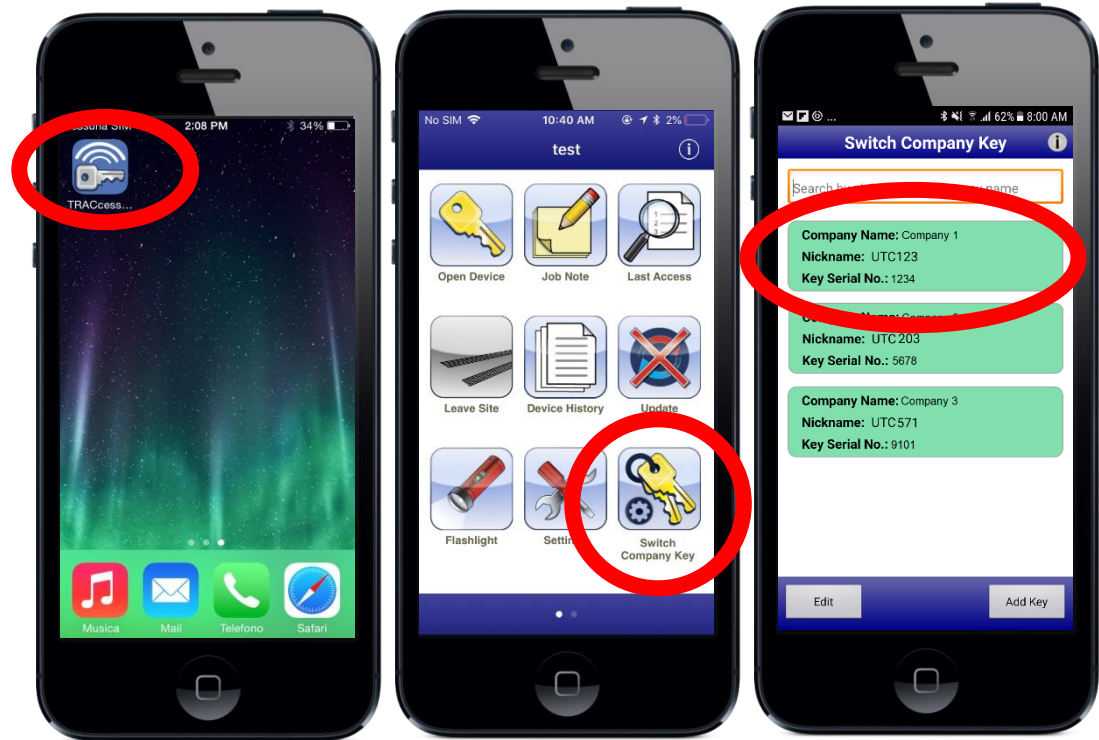 2:08 PM
34%
TRACcess...
Musica
Mail
Telefono
Safari
No SIM
10:40 AM
2%
test
Open Device
Job Note
Last Access
Leave Site
Device History
Update
Flashlight
Switch
Company Key
62% 8:00 AM
Switch Company Key
Search by
name
Company Name: Company 1
Nickname: UTC123
Key Serial No.: 1234
Nickname: UTC203
Key Serial No.: 5678
Company Name: Company 3
Nickname: UTC571
Key Serial No.: 9101
Edit
Add Key